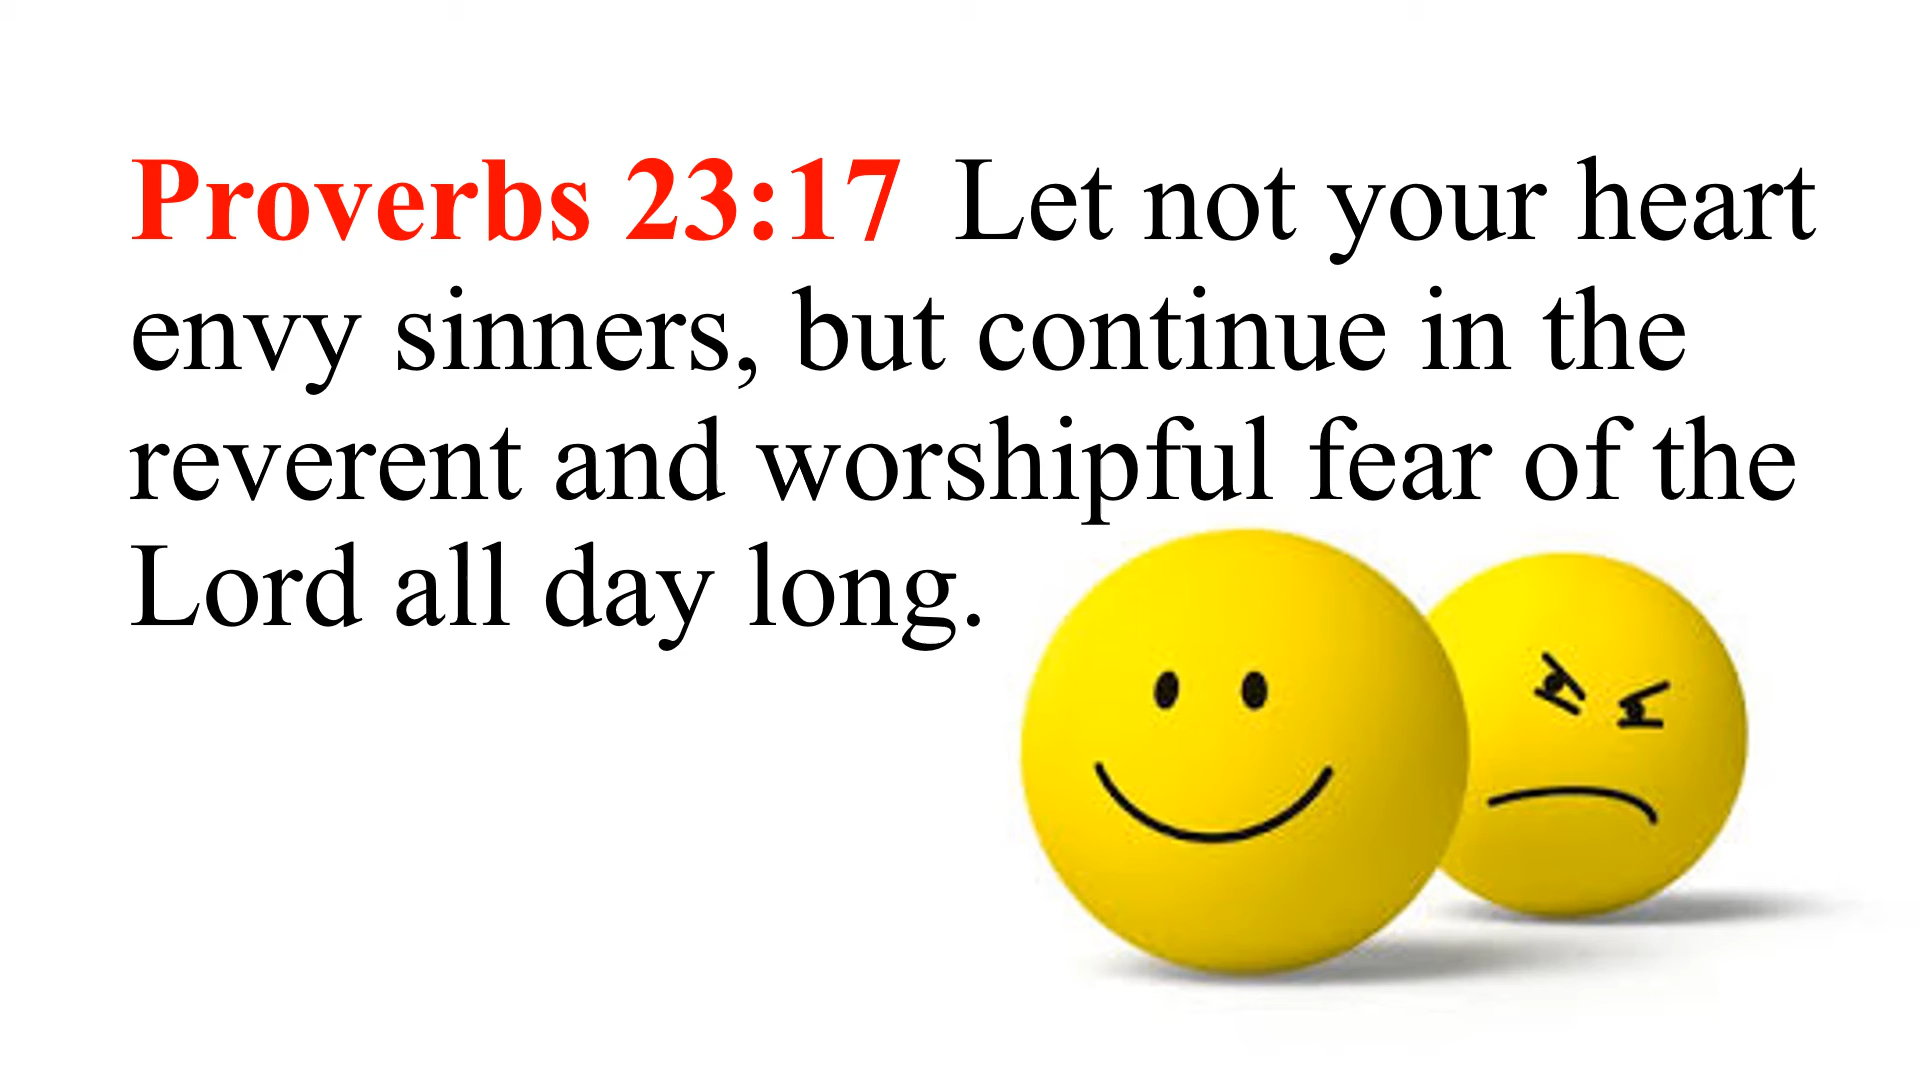 Proverbs 23:17 Let not your heart
envy sinners, but continue in the
reverent and worshipful fear of the
Lord all day long.